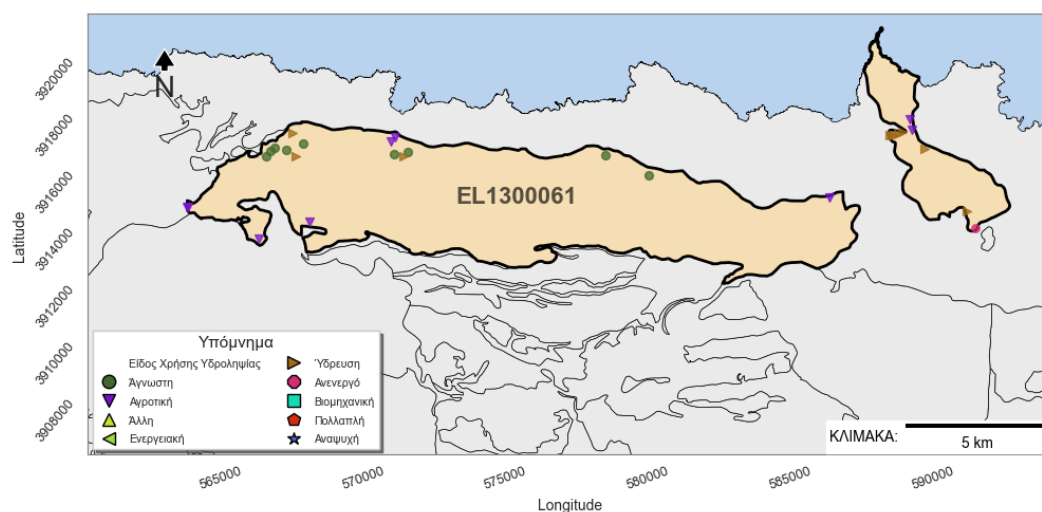 3920000
3918000
3916000
3914000
3912000
3910000
3908000
Latitude
N
EL1300061
Υπόμνημα
Είδος Χρήσης Υδροληψίας
Άγνωστη
Αγροτική
Άλλη
Ενεργειακή
Ύδρευση
Ανενεργό
Βιομηχανική
Πολλαπλή
Αναψυχή
ΚΛΙΜΑΚΑ:
5 km
565000
570000
575000
580000
585000
590000
Longitude